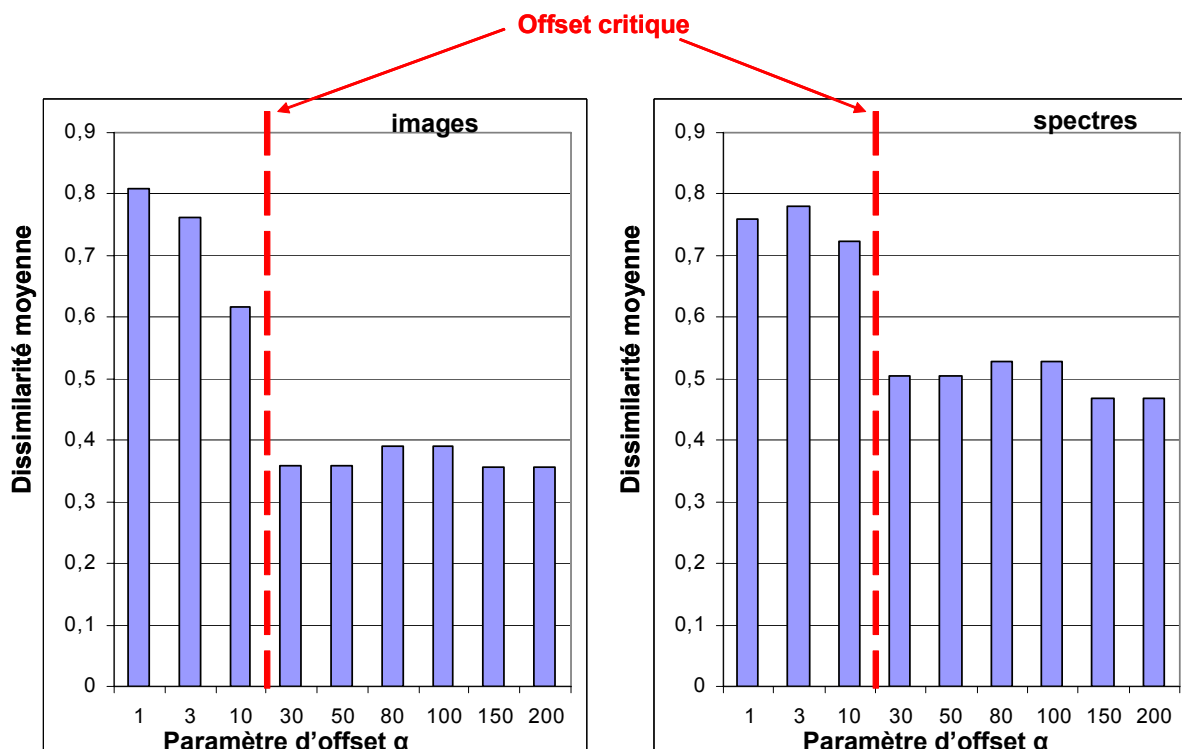 Offset critique
images
Dissimilarité moyenne
0,9
0,8
0,7
0,6
0,5
0,4
0,3
0,2
0,1
0
1 3 10 30 50 80 100 150 200
Paramètre d’offset α
spectres
Dissimilarité moyenne
0,9
0,8
0,7
0,6
0,5
0,4
0,3
0,2
0,1
0
1 3 10 30 50 80 100 150 200
Paramètre d’offset α